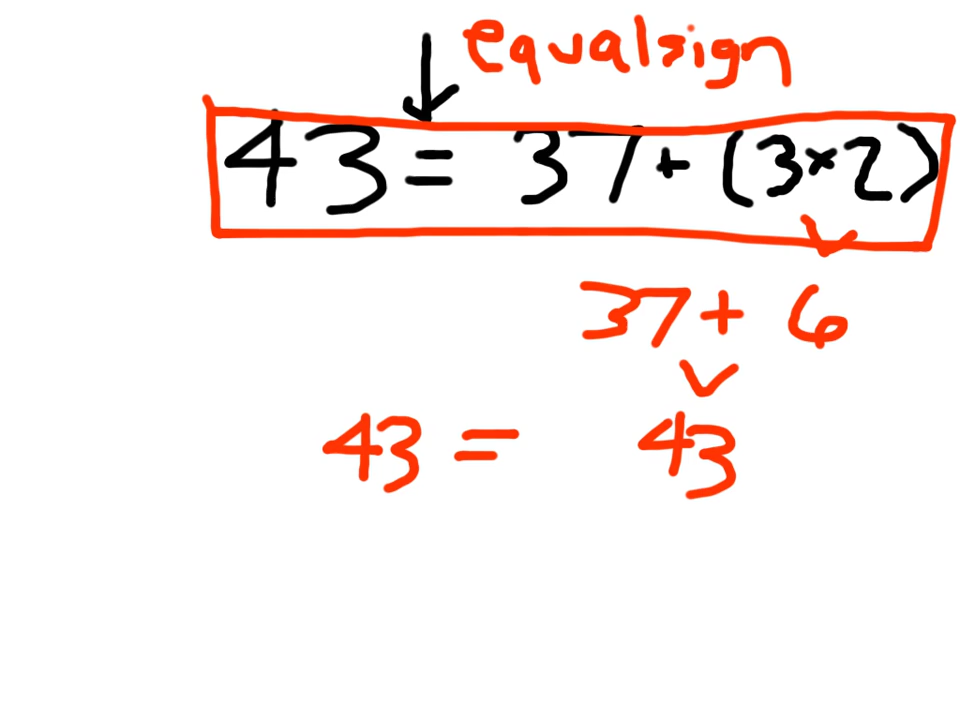 equalsign
43 = 37 + (3×2)
37 + 6
43 = 43